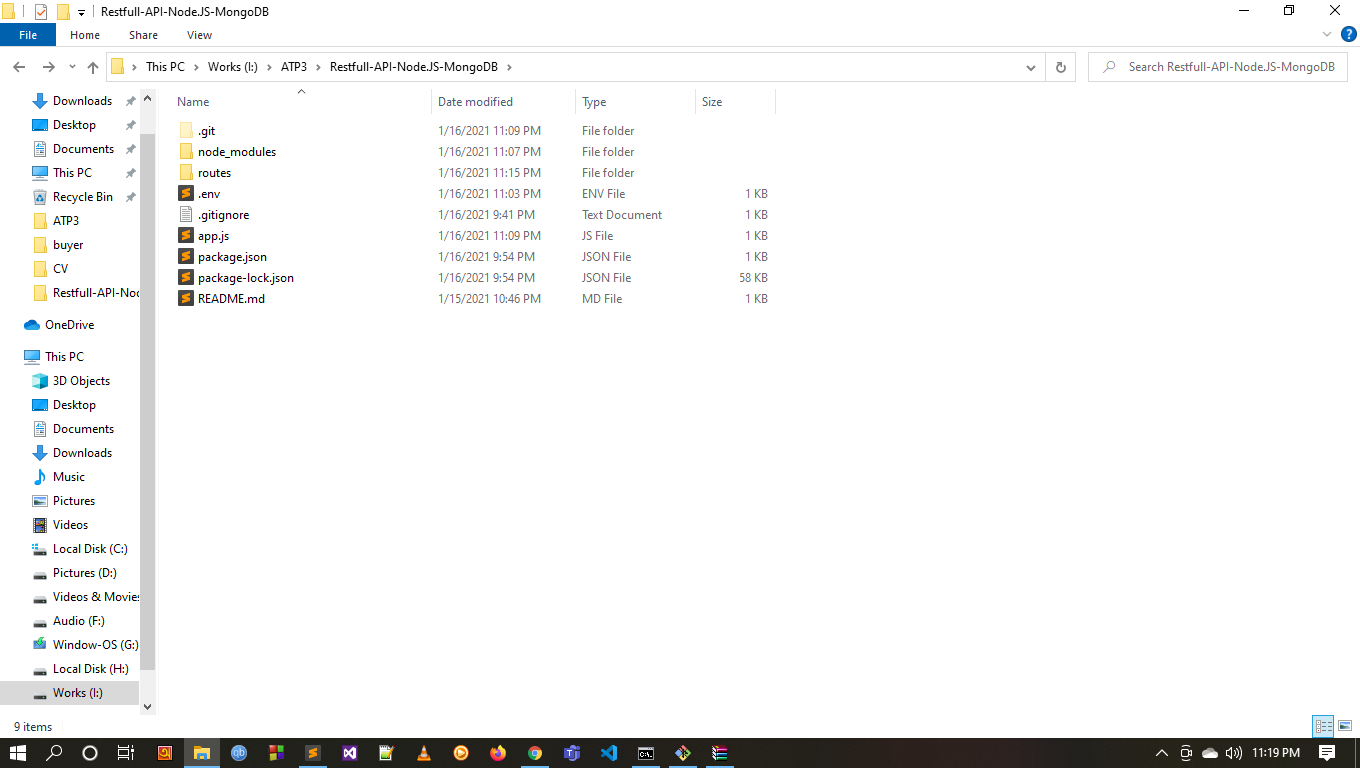 Restfull-API-Node.JS-MongoDB
File Home Share View
This PC Works (I:) ATP3 Restfull-API-Node.JS-MongoDB
Search Restfull-API-Node.JS-MongoDB
Downloads
Desktop
Documents
This PC
Recycle Bin
ATP3
buyer
CV
Restfull-API-Nod
OneDrive
This PC
3D Objects
Desktop
Documents
Downloads
Music
Pictures
Videos
Local Disk (C:)
Pictures (D:)
Videos & Movies
Audio (F:)
Window-OS (G:)
Local Disk (H:)
Works (I:)
Name Date modified Type Size
.git 1/16/2021 11:09 PM File folder
node_modules 1/16/2021 11:07 PM File folder
routes 1/16/2021 11:15 PM File folder
.env 1/16/2021 11:03 PM ENV File 1 KB
.gitignore 1/16/2021 9:41 PM Text Document 1 KB
app.js 1/16/2021 11:09 PM JS File 1 KB
package.json 1/16/2021 9:54 PM JSON File 1 KB
package-lock.json 1/16/2021 9:54 PM JSON File 58 KB
README.md 1/15/2021 10:46 PM MD File 1 KB
9 items
qb
11:19 PM